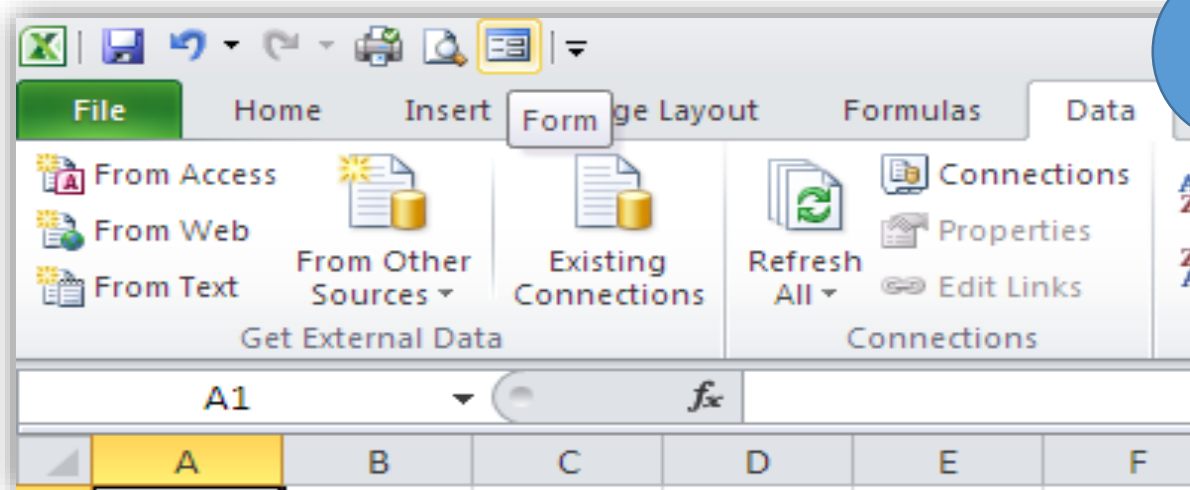 File Home Insert Form ge Layout Formulas Data
From Access
From Web
From Text
From Other
Sources
Existing
Connections
Refresh
All
Connections
Properties
Edit Links
Get External Data
Connections
A1 fx
A B C D E F